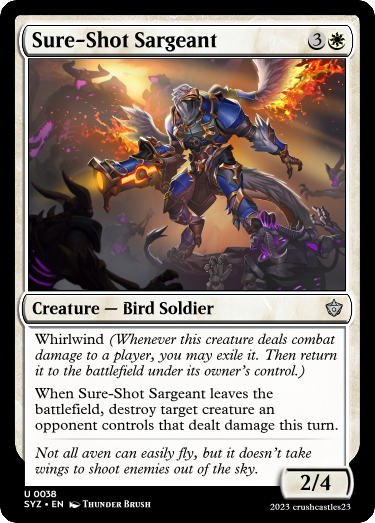 Sure-Shot Sargeant 3
Creature — Bird Soldier
Whirlwind (Whenever this creature deals combat
damage to a player, you may exile it. Then return
it to the battlefield under its owner's control.)
When Sure-Shot Sargeant leaves the
battlefield, destroy target creature an
opponent controls that dealt damage this turn.
Not all aven can easily fly, but it doesn't take
wings to shoot enemies out of the sky.
2/4
U 0038
SYZ • EN Thunder Brush
2023 crushcastles23